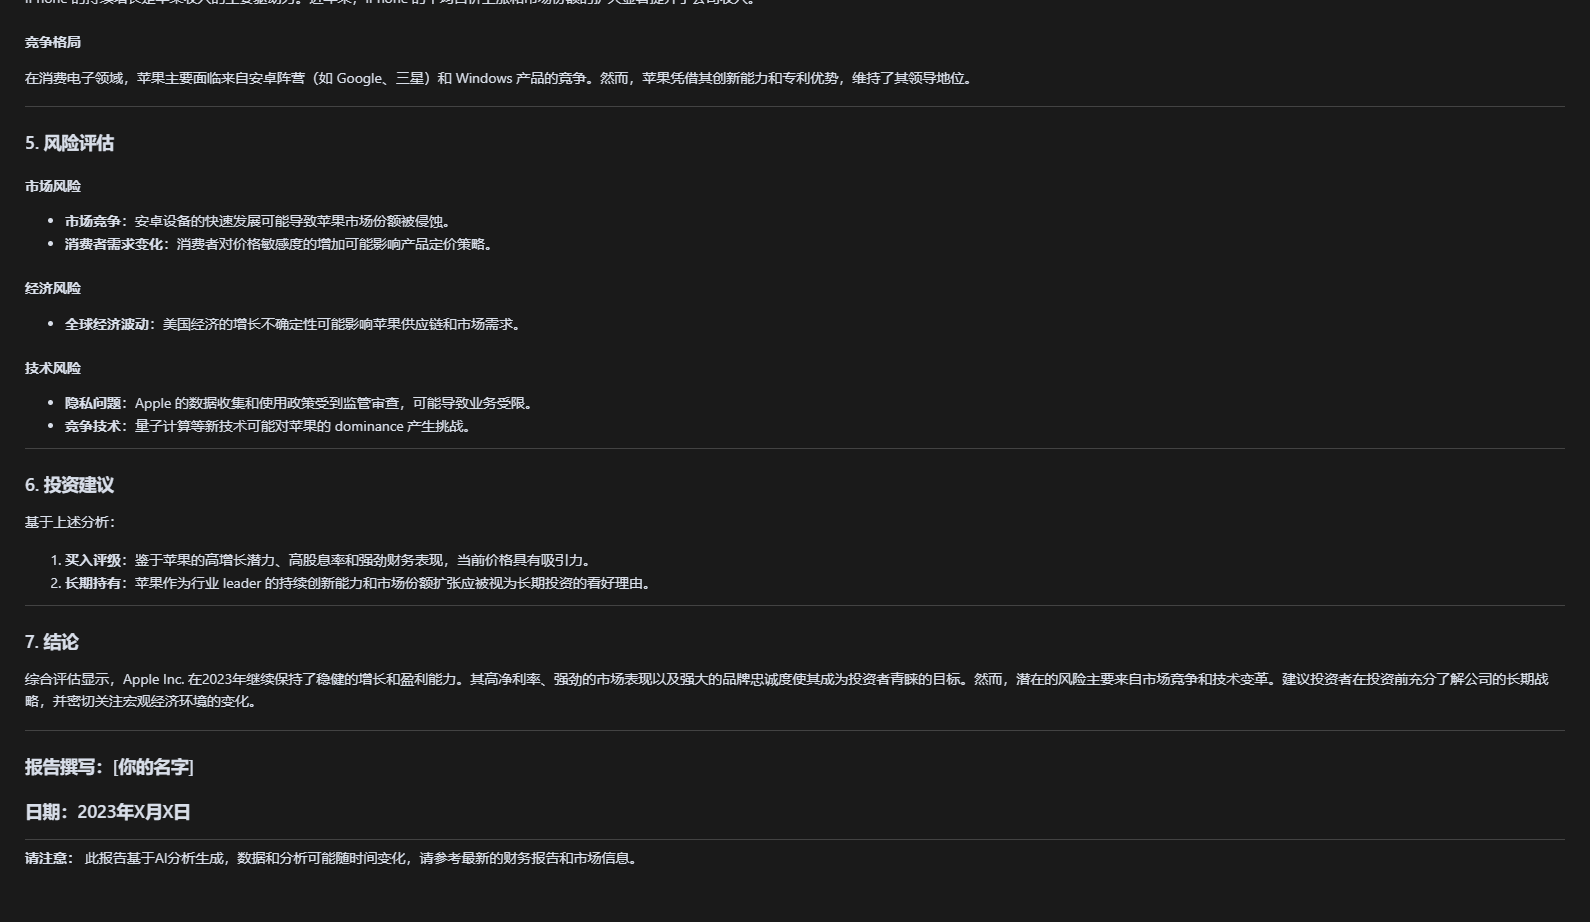 竞争格局
在消费电子领域，苹果主要面临来自安卓阵营（如 Google、三星）和 Windows 产品的竞争。然而，苹果凭借其创新能力和专利优势，维持了其领导地位。
5. 风险评估
市场风险
• 市场竞争：安卓设备的快速发展可能导致苹果市场份额被侵蚀。
• 消费者需求变化：消费者对价格敏感度的增加可能影响产品定价策略。
经济风险
• 全球经济波动：美国经济的增长不确定性可能影响苹果供应链和市场需求。
技术风险
• 隐私问题：Apple 的数据收集和使用政策受到监管审查，可能导致业务受限。
• 竞争技术：量子计算等新技术可能对苹果的 dominance 产生挑战。
6. 投资建议
基于上述分析：
1. 买入评级：鉴于苹果的高增长潜力、高股息率和强劲财务表现，当前价格具有吸引力。
2. 长期持有：苹果作为行业 leader 的持续创新能力和市场份额扩张应被视为长期投资的看好理由。
7. 结论
综合评估显示，Apple Inc. 在2023年继续保持了稳健的增长和盈利能力。其高净利率、强劲的市场表现以及强大的品牌忠诚度使其成为投资者青睐的目标。然而，潜在的风险主要来自市场竞争和技术变革。建议投资者在投资前充分了解公司的长期战
略，并密切关注宏观经济环境的变化。
报告撰写：[你的名字]
日期：2023年X月X日
请注意： 此报告基于AI分析生成，数据和分析可能随时间变化，请参考最新的财务报告和市场信息。